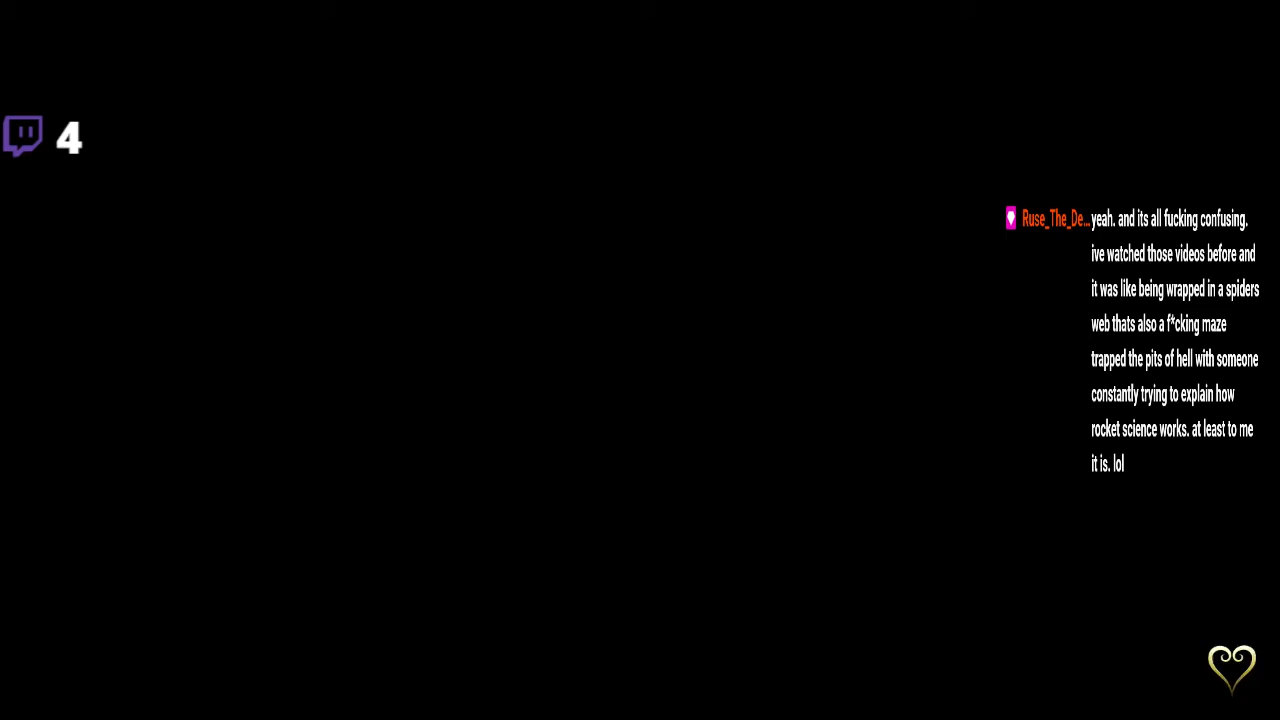 4
Ruse_The_De... yeah. and its all fucking confusing.
ive watched those videos before and
it was like being wrapped in a spiders
web thats also a f*cking maze
trapped the pits of hell with someone
constantly trying to explain how
rocket science works. at least to me
it is. lol